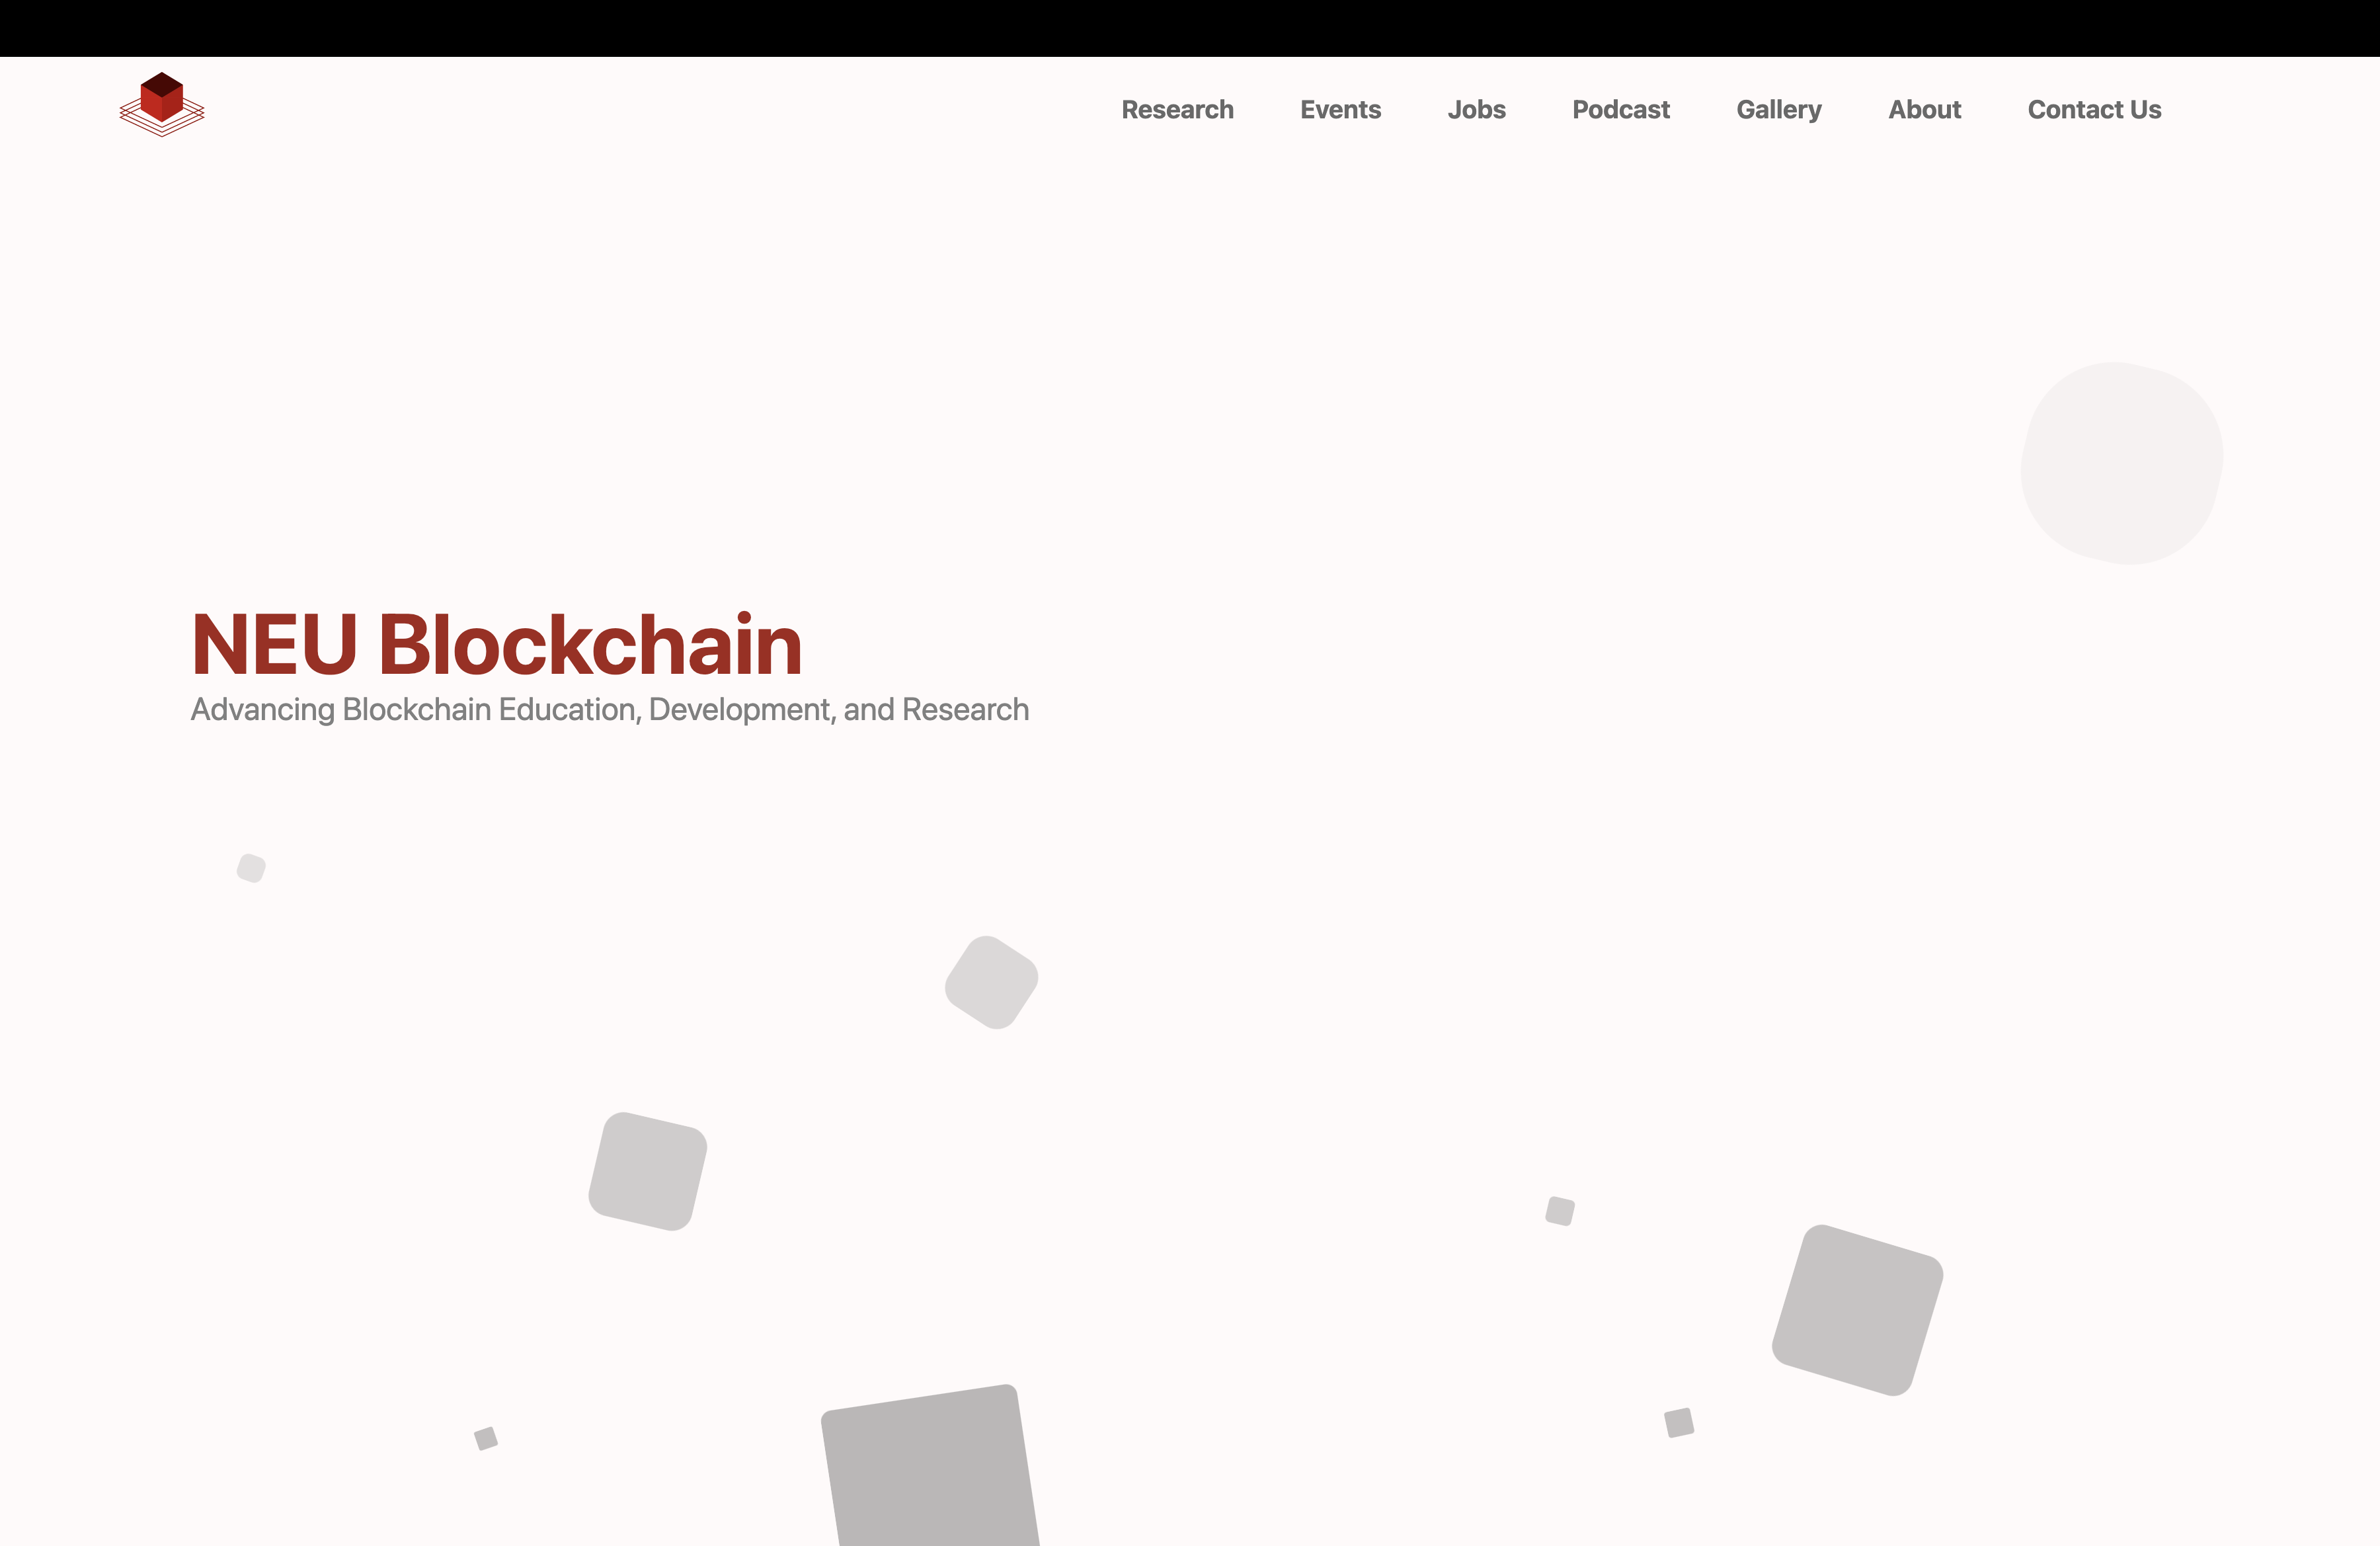 Research Events Jobs Podcast Gallery About Contact Us
NEU Blockchain
Advancing Blockchain Education, Development, and Research